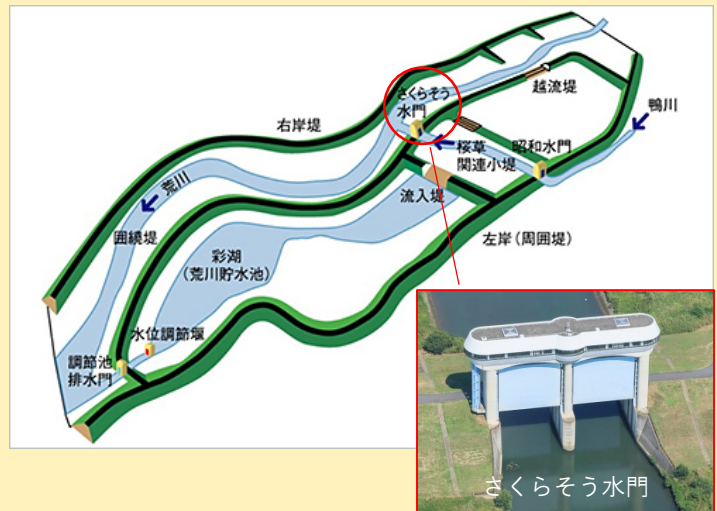 さくらそう
水門
越流堤
鴨川
右岸堤
桜草
関連小堤
昭和水門
荒川
流入堤
囲繞堤
彩湖
(荒川貯水池)
左岸(周囲堤)
水位調節堰
調節池
排水門
さくらそう水門